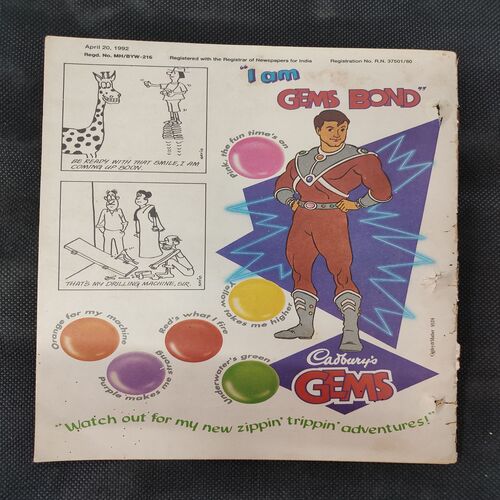 April 20, 1992
Regd. No. MH/BYW-216 Registered with the Registrar of Newspapers for India Registration No. R.N. 37501/80
"I am
GEMS BOND"
BE READY WITH THAT SMILE, I AM
COMING UP SOON.
THAT'S MY DRILLING MACHINE, SIR.
Pink, the fun time's on
Yellow takes me higher
Orange for my machine
Red's what I fire
Purple makes me strong
Underwater's green
Cadbury's
GEMS
"Watch out for my new zippin' trippin' adventures!"